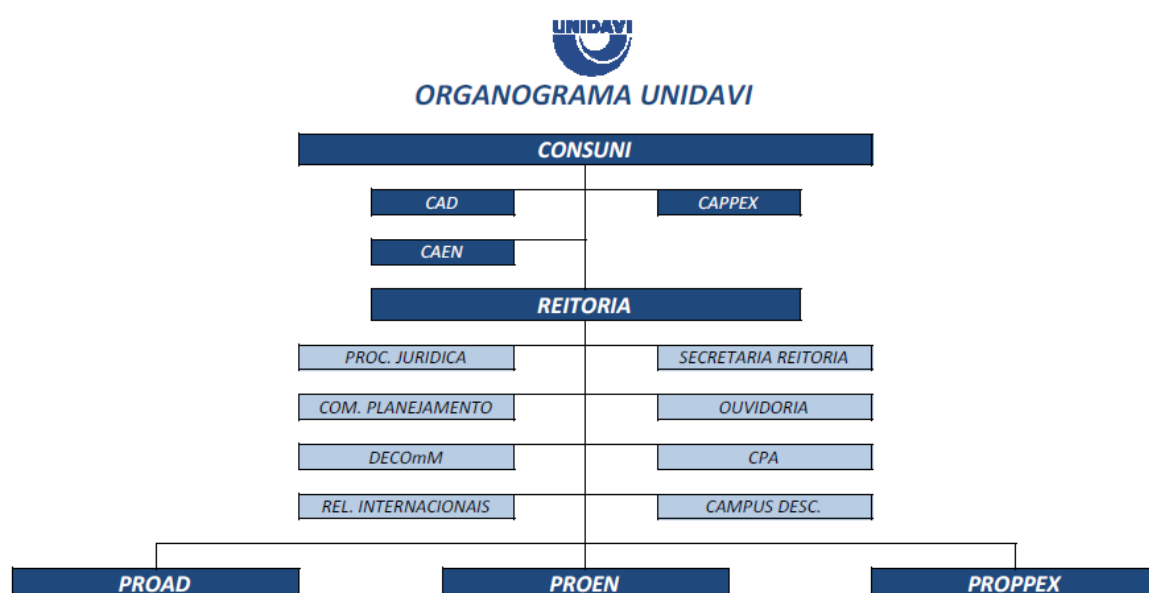 UNIDAVI
ORGANOGRAMA UNIDAVI
CONSUNI
CAD
CAPPEX
CAEN
REITORIA
PROC. JURIDICA
SECRETARIA REITORIA
COM. PLANEJAMENTO
OUVIDORIA
DECOmM
CPA
REL. INTERNACIONAIS
CAMPUS DESC.
PROAD
PROEN
PROPPEX